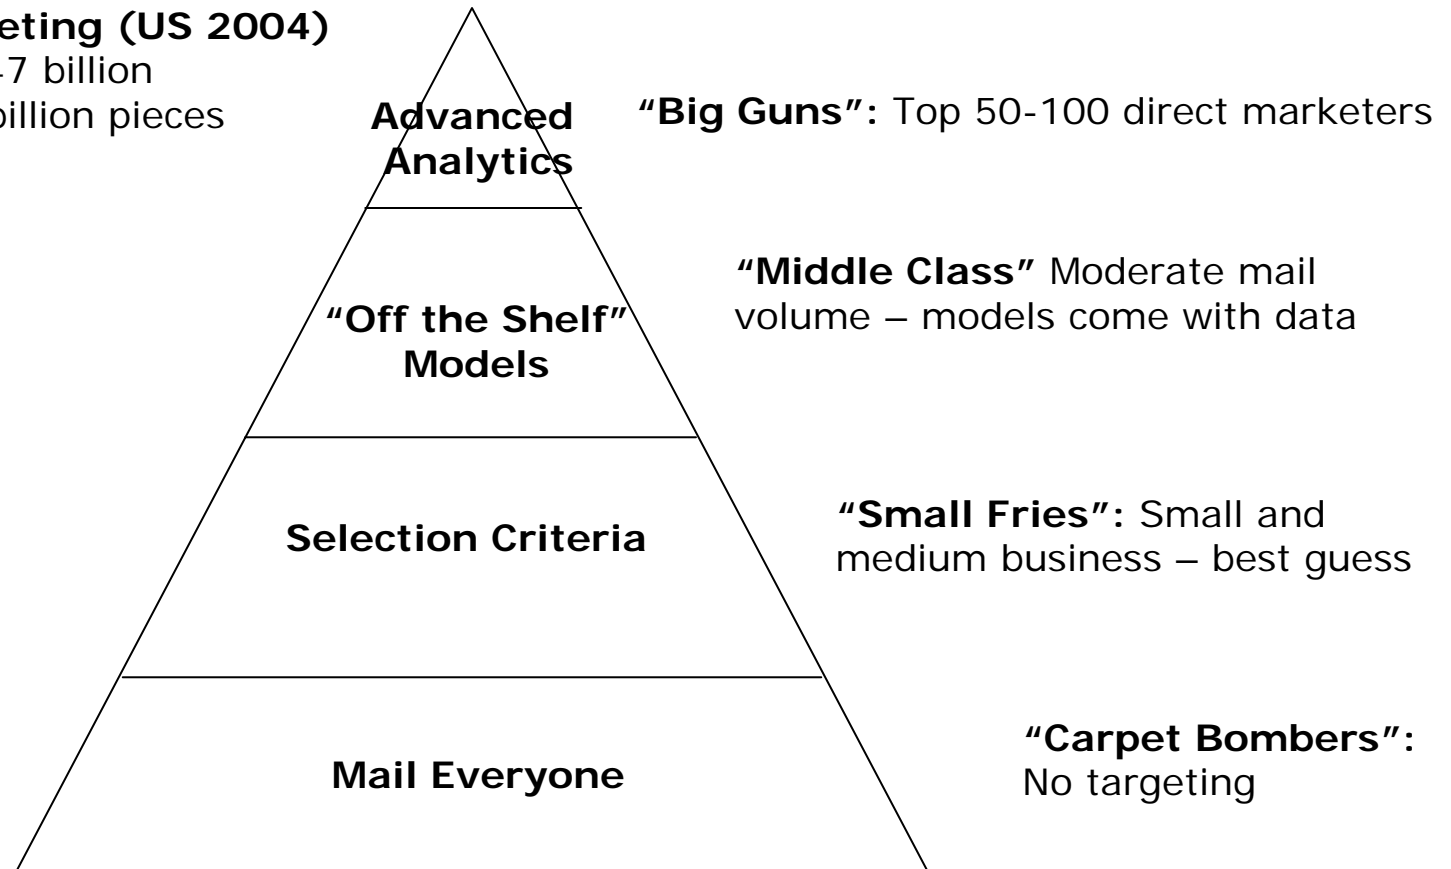 eting (US 2004)
7 billion
billion pieces
Advanced
Analytics
“Big Guns”: Top 50-100 direct marketers
“Middle Class” Moderate mail
volume – models come with data
“Off the Shelf”
Models
“Small Fries”: Small and
medium business – best guess
Selection Criteria
“Carpet Bombers”:
No targeting
Mail Everyone